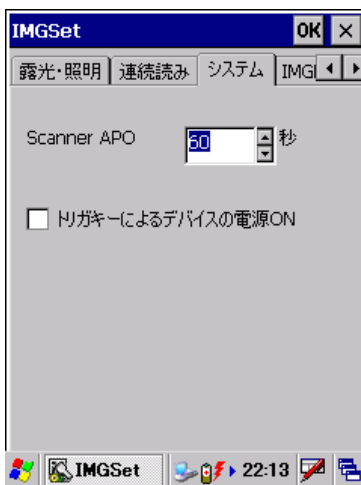 IMGSet OK ×
露光・照明 連続読み システム IMG
Scanner APO 60 秒
トリガキーによるデバイスの電源ON
IMGSet 22:13